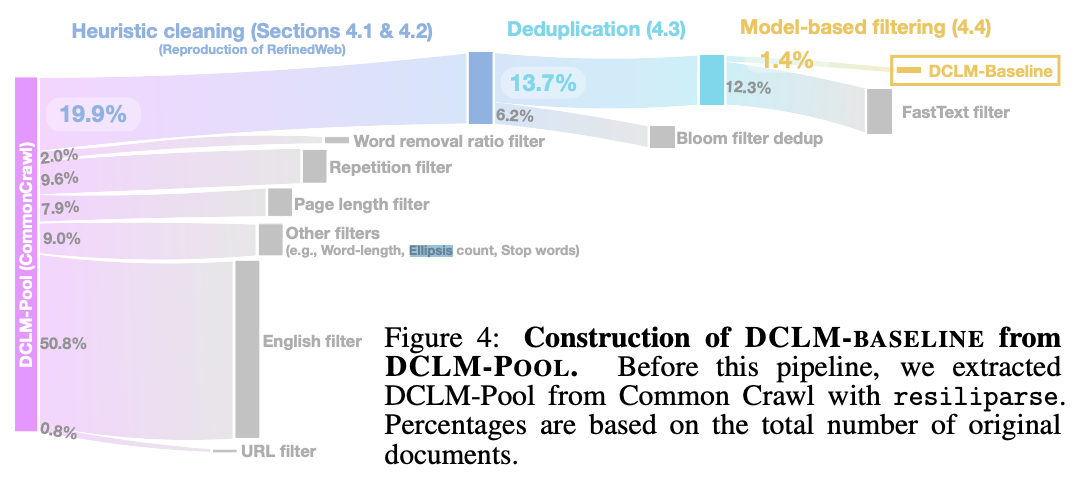 Heuristic cleaning (Sections 4.1 & 4.2)
(Reproduction of RefinedWeb)
Deduplication (4.3)
Model-based filtering (4.4)
DCLM-Pool (CommonCrawl)
19.9%
13.7%
1.4%
DCLM-Baseline
12.3%
FastText filter
6.2%
Bloom filter dedup
2.0%
Word removal ratio filter
9.6%
Repetition filter
7.9%
Page length filter
9.0%
Other filters
(e.g., Word-length, Ellipsis count, Stop words)
50.8%
English filter
0.8%
URL filter
Figure 4: Construction of DCLM-BASELINE from
DCLM-POOL. Before this pipeline, we extracted
DCLM-Pool from Common Crawl with resiliparse.
Percentages are based on the total number of original
documents.